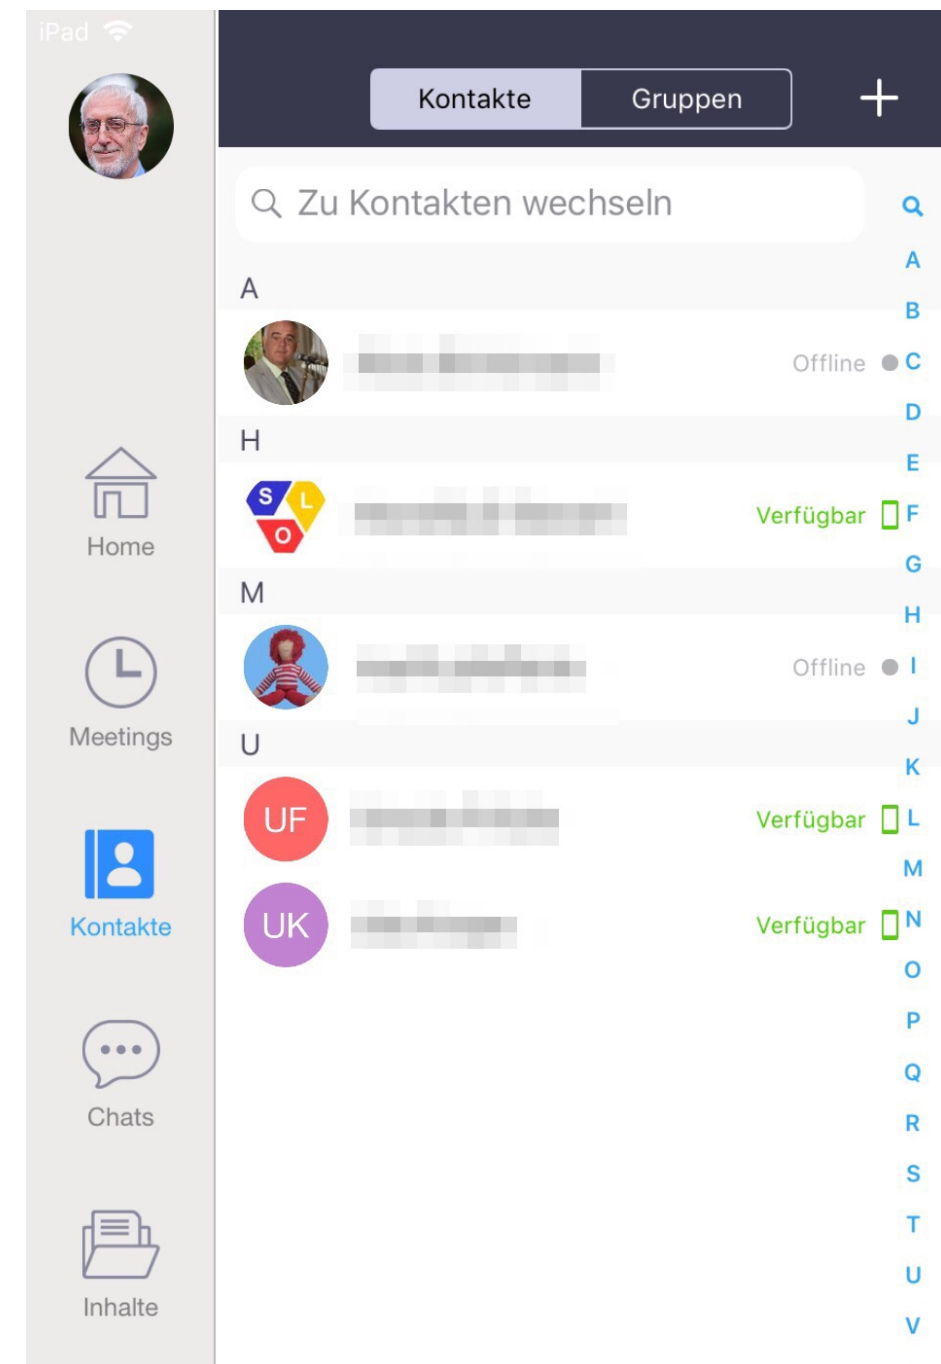 iPad
Kontakte
Gruppen
Zu Kontakten wechseln
A
Offline
H
S L O
Verfügbar
M
Offline
U
UF
Verfügbar
UK
Verfügbar
Home
Meetings
Kontakte
Chats
Inhalte
A
B
C
D
E
F
G
H
I
J
K
L
M
N
O
P
Q
R
S
T
U
V